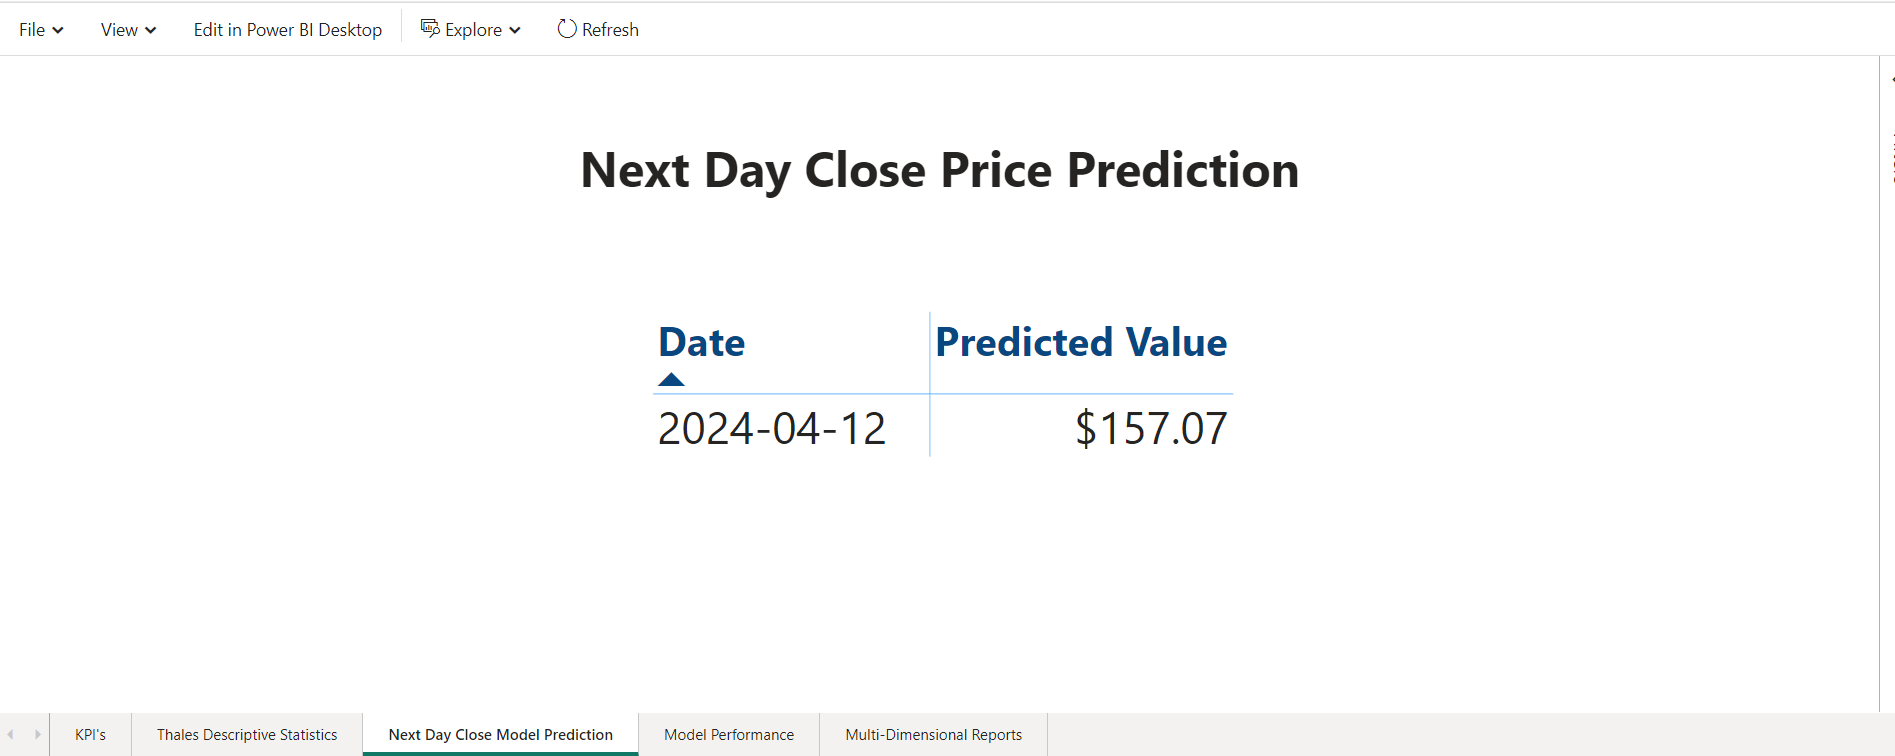 File View Edit in Power BI Desktop Explore Refresh
Next Day Close Price Prediction
Date Predicted Value
2024-04-12 $157.07
KPI's Thales Descriptive Statistics Next Day Close Model Prediction Model Performance Multi-Dimensional Reports